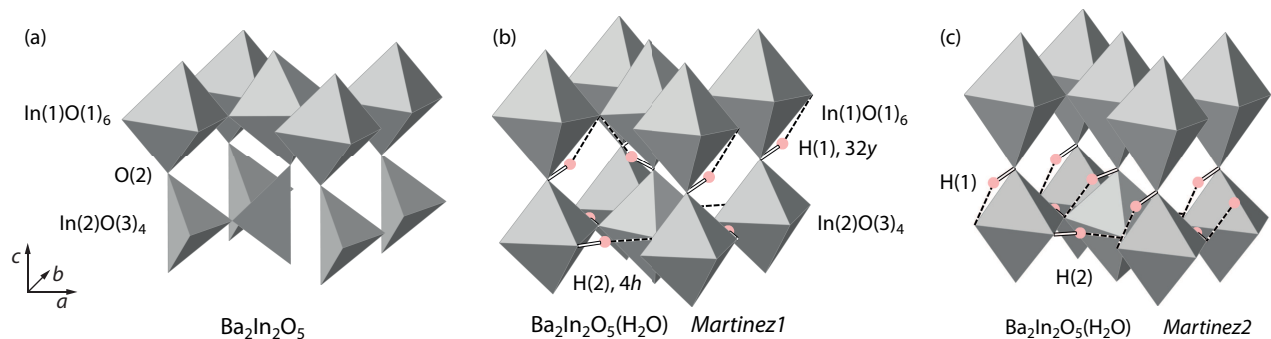 (a)
In(1)O(1)₆
O(2)
In(2)O(3)₄
c
b
a
Ba₂In₂O₅
(b)
In(1)O(1)₆
H(1), 32y
In(2)O(3)₄
H(2), 4h
Ba₂In₂O₅(H₂O) Martinez1
(c)
H(1)
H(2)
Ba₂In₂O₅(H₂O) Martinez2